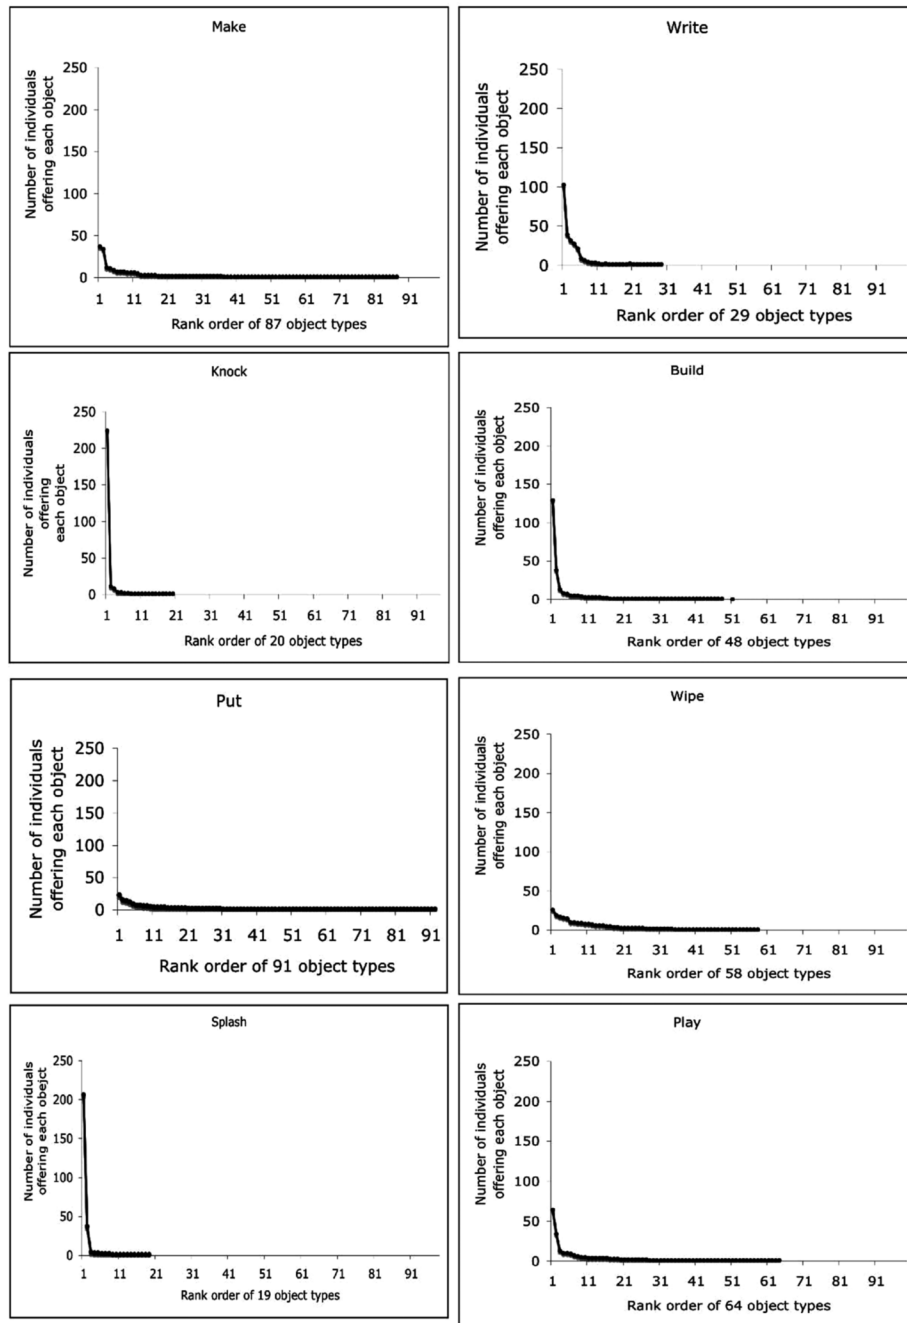 Make
Number of individuals
offering each object
250
200
150
100
50
0
1 11 21 31 41 51 61 71 81 91
Rank order of 87 object types
Write
Number of individuals
offering each object
250
200
150
100
50
0
1 11 21 31 41 51 61 71 81 91
Rank order of 29 object types
Knock
Number of individuals
offering
each object
250
200
150
100
50
0
1 11 21 31 41 51 61 71 81 91
Rank order of 20 object types
Build
Number of individuals
offering each object
250
200
150
100
50
0
1 11 21 31 41 51 61 71 81 91
Rank order of 48 object types
Put
Number of individuals
offering each object
250
200
150
100
50
0
1 11 21 31 41 51 61 71 81 91
Rank order of 91 object types
Wipe
Number of individuals
offering each object
250
200
150
100
50
0
1 11 21 31 41 51 61 71 81 91
Rank order of 58 object types
Splash
Number of individuals
offering each obejct
250
200
150
100
50
0
1 11 21 31 41 51 61 71 81 91
Rank order of 19 object types
Play
Number of individuals
offering each object
250
200
150
100
50
0
1 11 21 31 41 51 61 71 81 91
Rank order of 64 object types